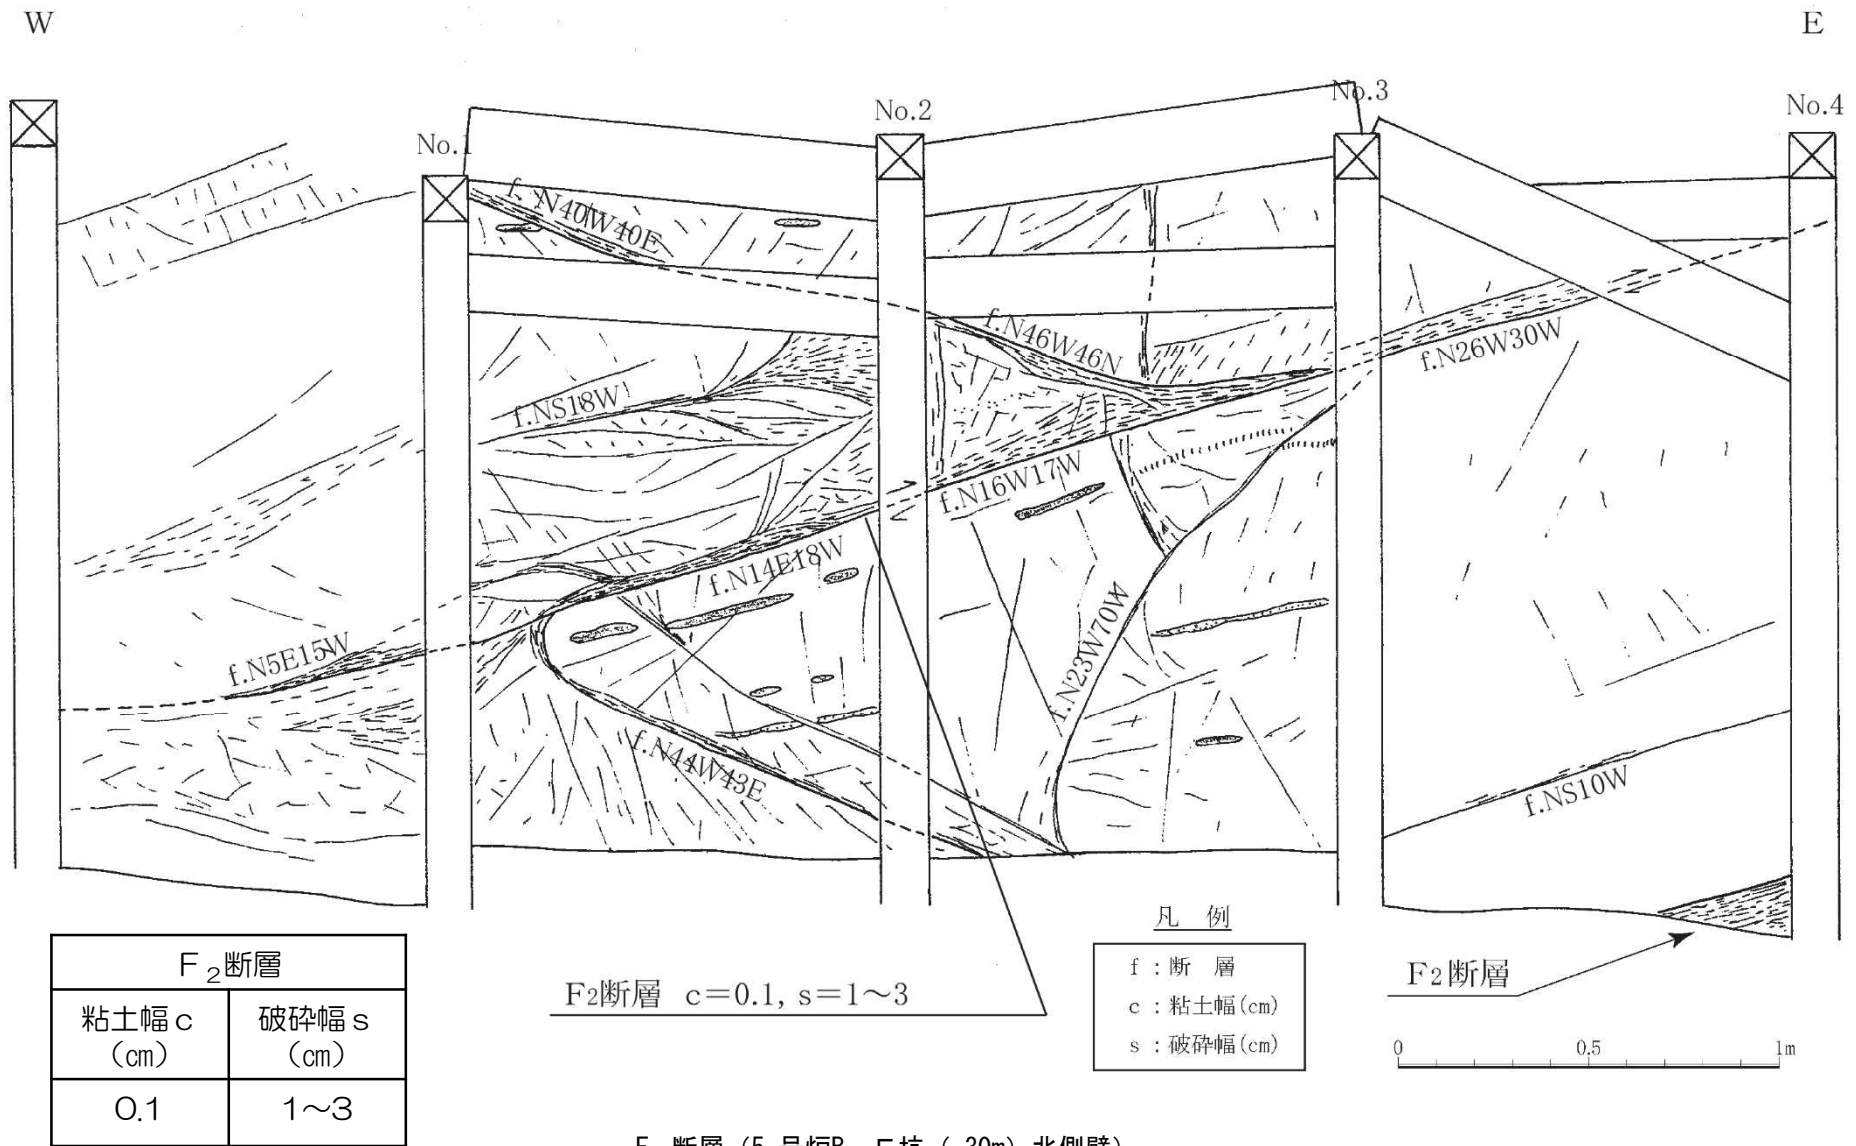 W
E
No.1
No.2
No.3
No.4
f.N40W40E
f.N46W46N
f.N26W30W
f.NS18W
f.N16W17W
f.N14E18W
f.N5E15W
f.N23W70W
f.N44W43E
f.NS10W
F₂断層
粘土幅c
(㎝)
破砕幅s
(㎝)
0.1
1～3
F2断層 c=0.1, s=1～3
凡 例
f : 断 層
c : 粘土幅(cm)
s : 破砕幅(cm)
F2断層
0
0.5
1m